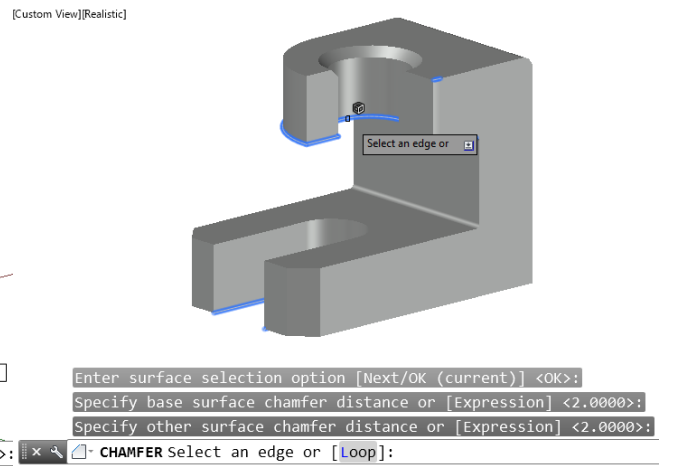 [Custom View][Realistic]
Select an edge or
Enter surface selection option [Next/OK (current)] <OK>:
Specify base surface chamfer distance or [Expression] <2.0000>:
Specify other surface chamfer distance or [Expression] <2.0000>:
>: CHAMFER Select an edge or [Loop]: